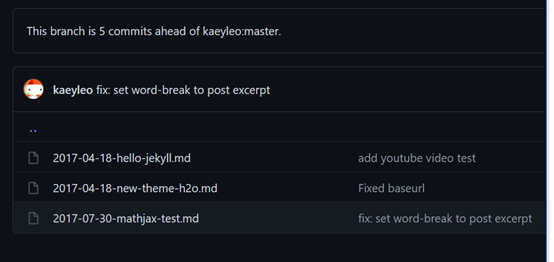 This branch is 5 commits ahead of kaeyleo:master.
kaeyleo fix: set word-break to post excerpt
..
2017-04-18-hello-jekyll.md add youtube video test
2017-04-18-new-theme-h2o.md Fixed baseurl
2017-07-30-mathjax-test.md fix: set word-break to post excerpt